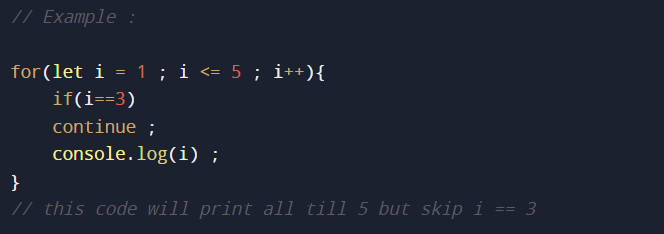 // Example :
for(let i = 1 ; i <= 5 ; i++){
    if(i==3)
    continue ;
    console.log(i) ;
}
// this code will print all till 5 but skip i == 3